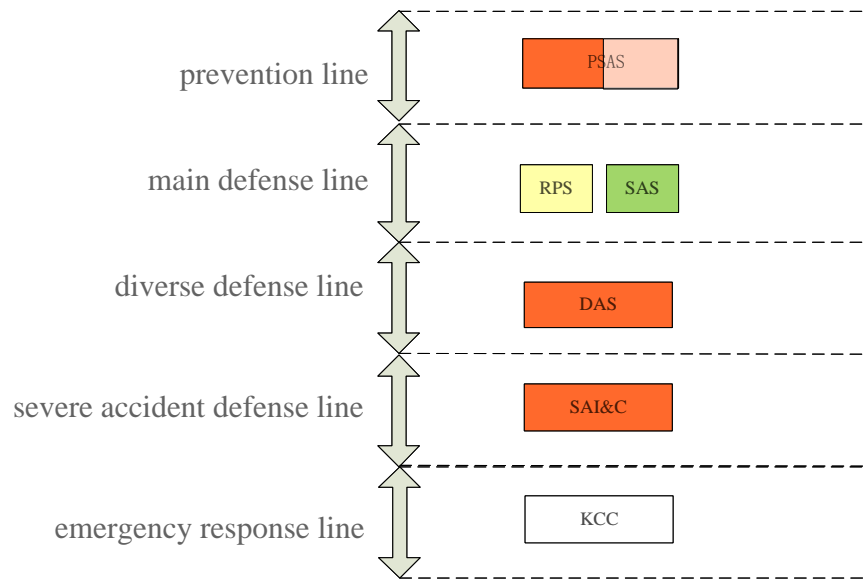 prevention line
PSAS
main defense line
RPS SAS
diverse defense line
DAS
severe accident defense line
SAI&C
emergency response line
KCC